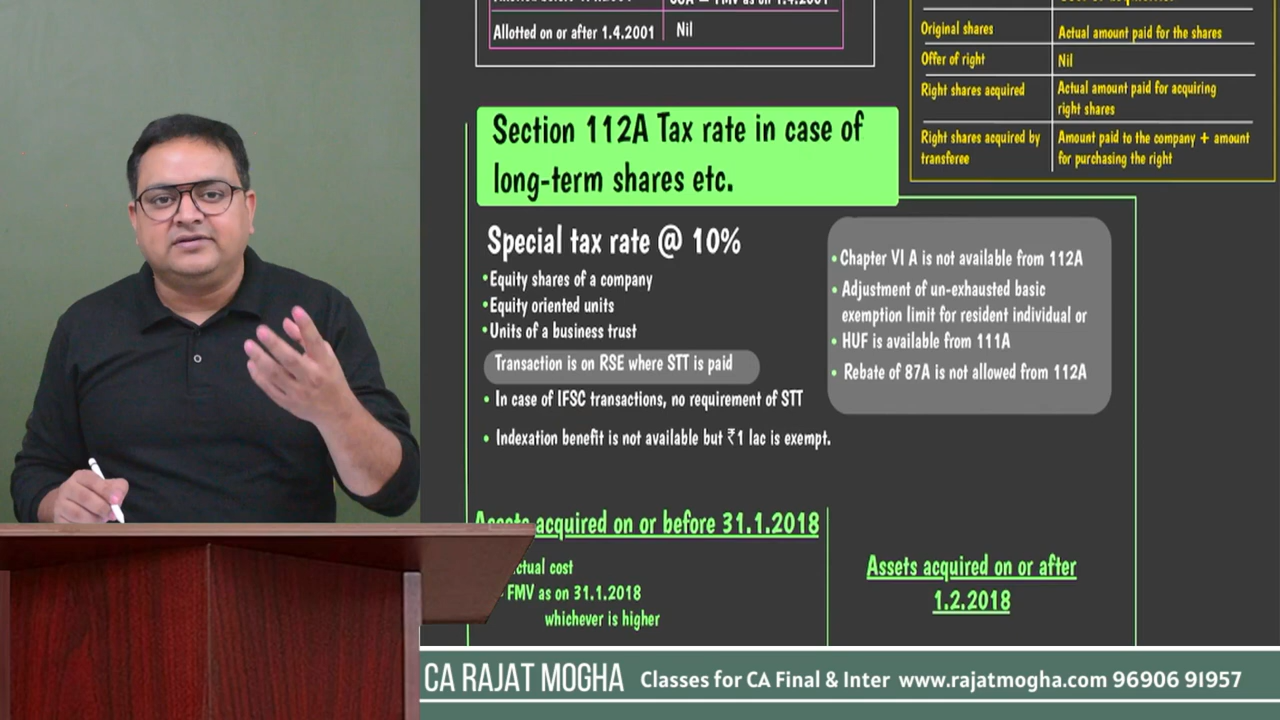 Allotted on or after 1.4.2001 Nil
Original shares Actual amount paid for the shares
Offer of right Nil
Right shares acquired Actual amount paid for acquiring
right shares
Right shares acquired by Amount paid to the company + amount
transferee for purchasing the right
Section 112A Tax rate in case of
long-term shares etc.
Special tax rate @ 10%
•Equity shares of a company
•Equity oriented units
•Units of a business trust
Transaction is on RSE where STT is paid
• In case of IFSC transactions, no requirement of STT
• Indexation benefit is not available but ₹1 lac is exempt.
•Chapter VI A is not available from 112A
• Adjustment of un-exhausted basic
exemption limit for resident individual or
• HUF is available from 111A
• Rebate of 87A is not allowed from 112A
Assets acquired on or before 31.1.2018
cost
FMV as on 31.1.2018
whichever is higher
Assets acquired on or after
1.2.2018
CA RAJAT MOGHA Classes for CA Final & Inter www.rajatmogha.com 96906 91957